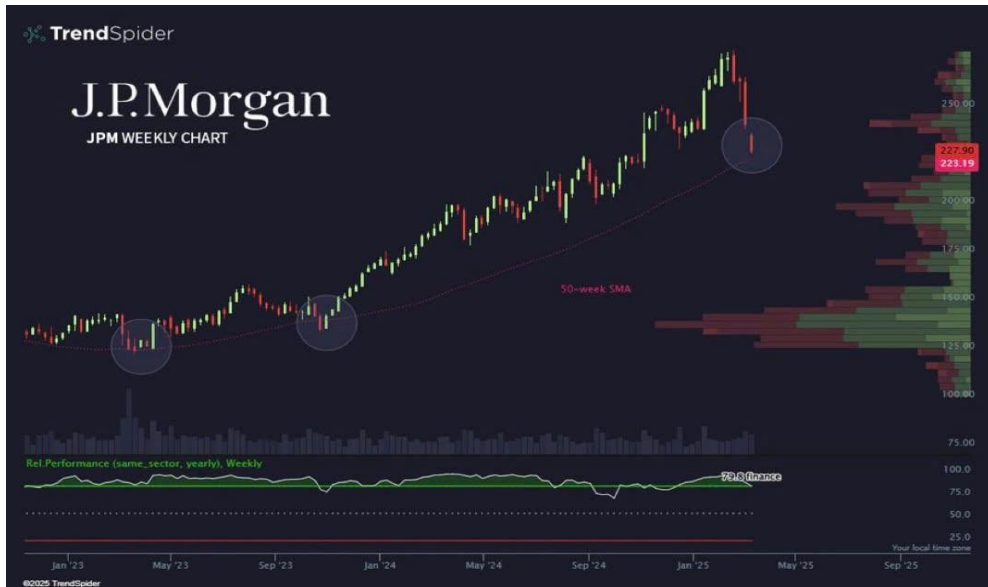 TrendSpider
J.P.Morgan
JPM WEEKLY CHART
250.00
227.90
223.19
200.00
175.00
50-week SMA
150.00
125.00
100.00
75.00
Rel.Performance (same_sector, yearly), Weekly
79.8 finance
100.0
75.0
50.0
25.0
Your local time zone
Jan '23 May '23 Sep '23 Jan '24 May '24 Sep '24 Jan '25 May '25 Sep '25
©2025 TrendSpider